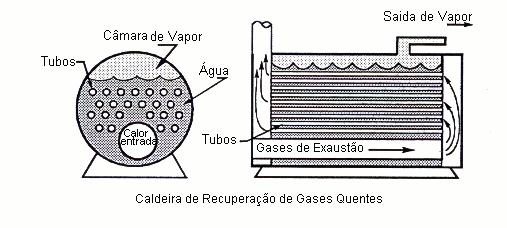 Saida de Vapor
Câmara de Vapor
Tubos
Água
Calor
entrada
Tubos
Gases de Exaustão
Caldeira de Recuperação de Gases Quentes